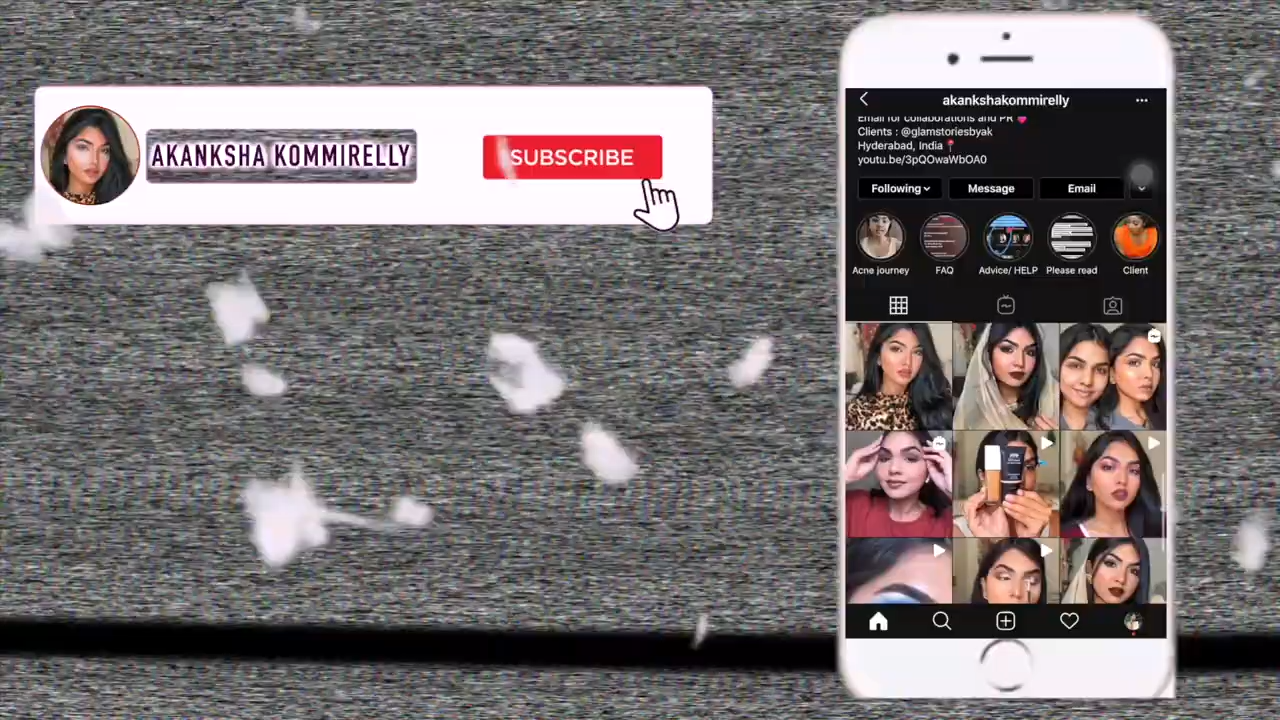 AKANKSHA KOMMIRELLY
SUBSCRIBE
akankshakommirelly
Email for collaborations and PR
Clients : @glamstoriesbyak
Hyderabad, India
youtu.be/3pQOwaWbOA0
Following
Message
Email
Acne journey
FAQ
Advice/ HELP
Please read
Client